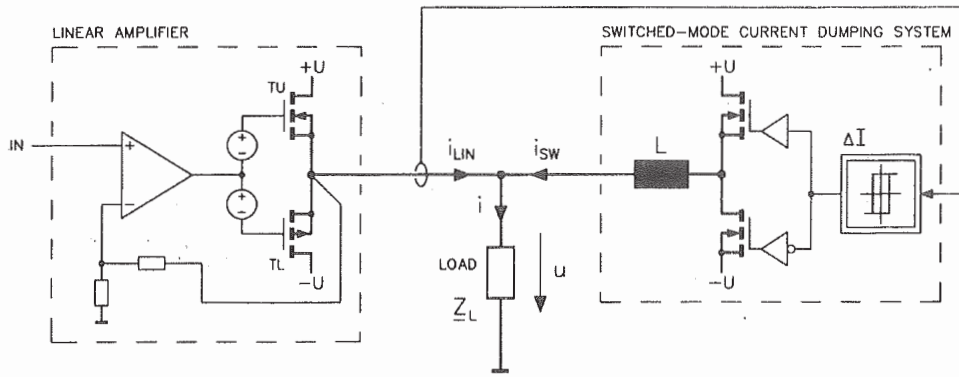 LINEAR AMPLIFIER
SWITCHED-MODE CURRENT DUMPING SYSTEM
+U
+U
TU
ΔI
IN
+
+
−
i_LIN
i_SW
L
+
−
−
i
TL
−U
LOAD
u
−U
Z_L